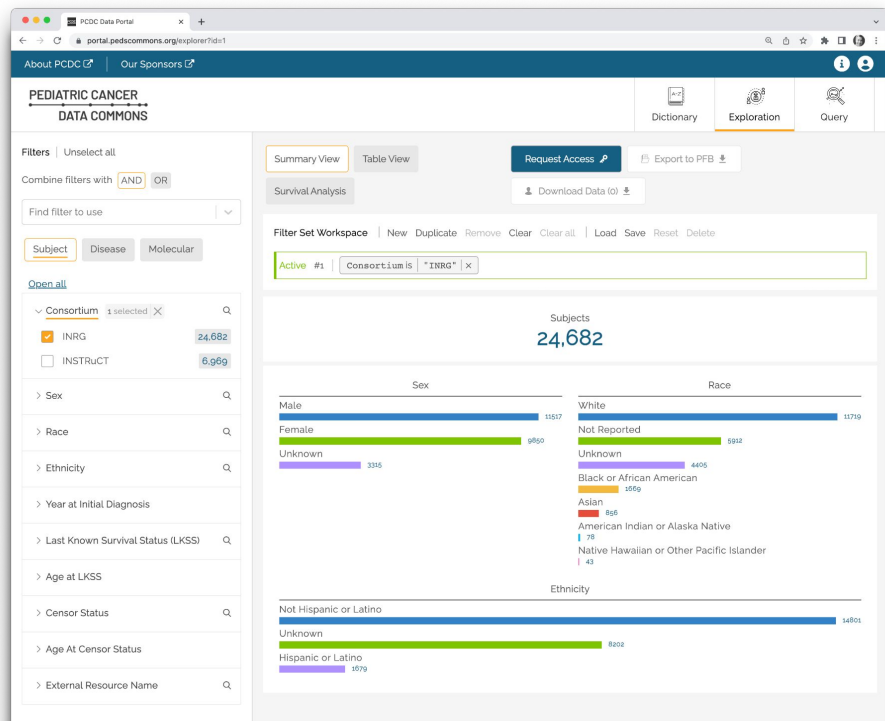 PCDC Data Portal
portal.pedscommons.org/explorer?id=1
About PCDC
Our Sponsors
PEDIATRIC CANCER
DATA COMMONS
Dictionary
Exploration
Query
Filters | Unselect all
Combine filters with AND OR
Find filter to use
Subject
Disease
Molecular
Open all
Consortium 1 selected
INRG 24,682
INSTRuCT 6,969
Sex
Race
Ethnicity
Year at Initial Diagnosis
Last Known Survival Status (LKSS)
Age at LKSS
Censor Status
Age At Censor Status
External Resource Name
Summary View
Table View
Request Access
Export to PFB
Survival Analysis
Download Data (0)
Filter Set Workspace | New Duplicate Remove Clear Clear all | Load Save Reset Delete
Active #1 | Consortium is "INRG" ×
Subjects
24,682
Sex
Male
11517
Female
9850
Unknown
3315
Race
White
11719
Not Reported
5912
Unknown
4405
Black or African American
1669
Asian
856
American Indian or Alaska Native
78
Native Hawaiian or Other Pacific Islander
43
Ethnicity
Not Hispanic or Latino
14801
Unknown
8202
Hispanic or Latino
1679